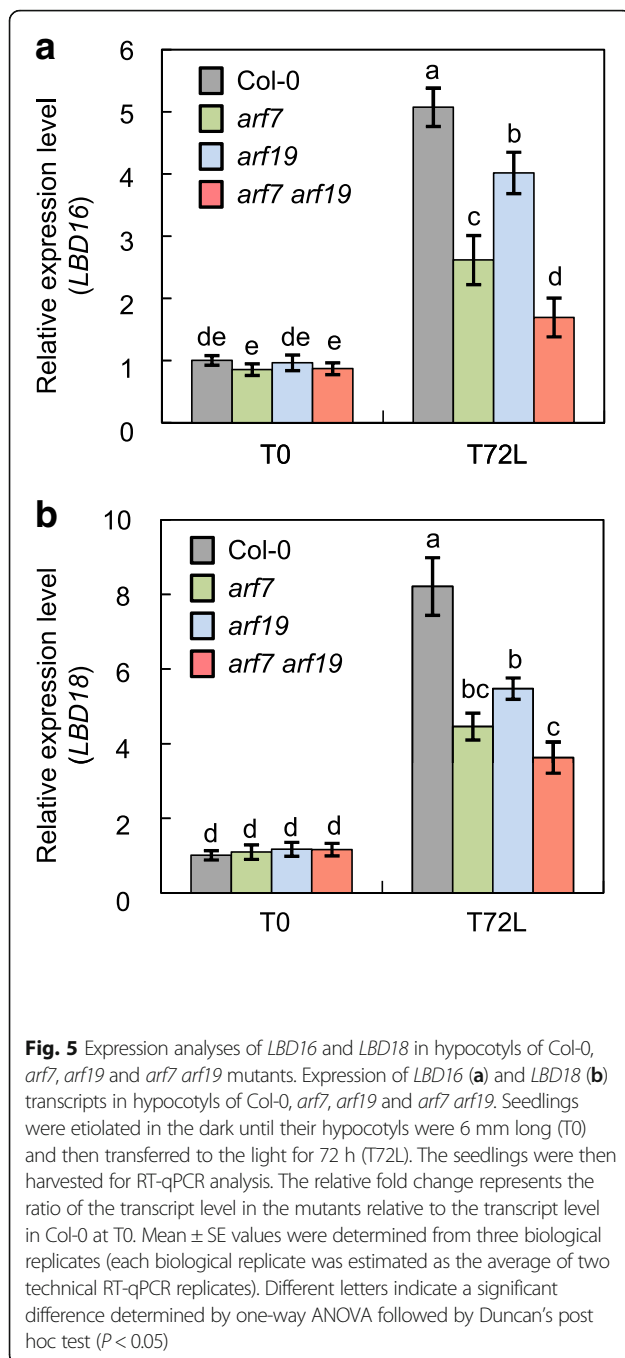 a
6
5
4
3
2
1
0
Relative expression level
(LBD16)
Col-0
arf7
arf19
arf7 arf19
de
e
de
e
a
c
b
d
T0
T72L
b
10
8
6
4
2
0
Relative expression level
(LBD18)
Col-0
arf7
arf19
arf7 arf19
d
d
d
d
a
bc
b
c
T0
T72L
Fig. 5 Expression analyses of LBD16 and LBD18 in hypocotyls of Col-0,
arf7, arf19 and arf7 arf19 mutants. Expression of LBD16 (a) and LBD18 (b)
transcripts in hypocotyls of Col-0, arf7, arf19 and arf7 arf19. Seedlings
were etiolated in the dark until their hypocotyls were 6 mm long (T0)
and then transferred to the light for 72 h (T72L). The seedlings were then
harvested for RT-qPCR analysis. The relative fold change represents the
ratio of the transcript level in the mutants relative to the transcript level
in Col-0 at T0. Mean ± SE values were determined from three biological
replicates (each biological replicate was estimated as the average of two
technical RT-qPCR replicates). Different letters indicate a significant
difference determined by one-way ANOVA followed by Duncan's post
hoc test (P < 0.05)